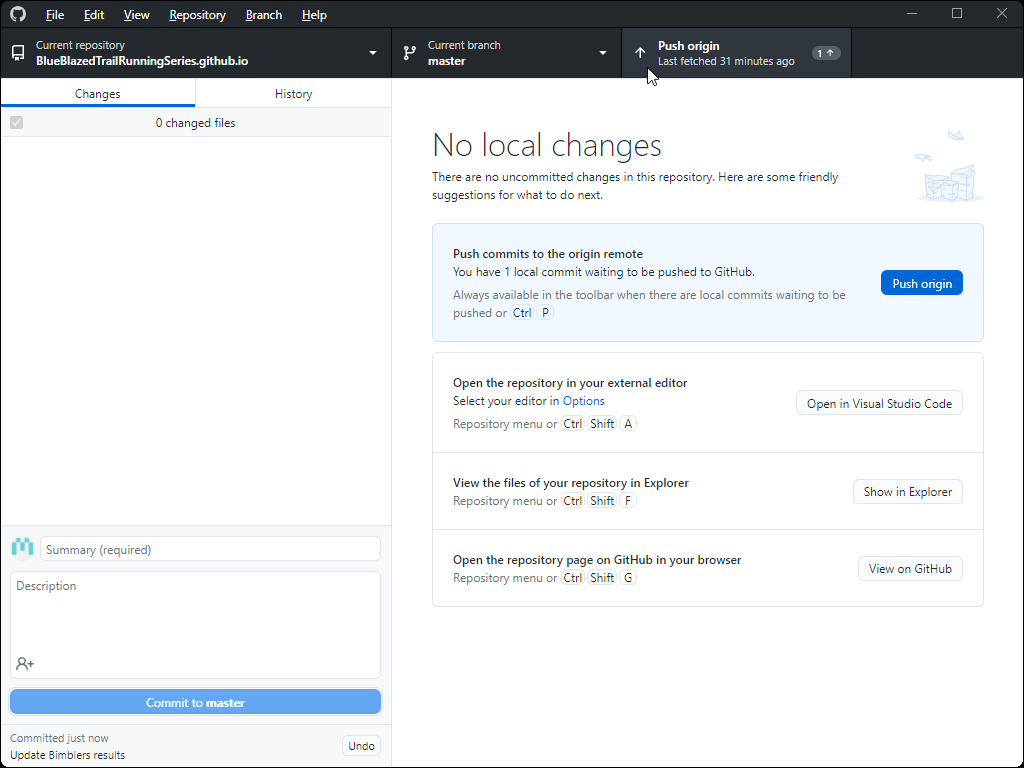 File Edit View Repository Branch Help
Current repository
BlueBlazedTrailRunningSeries.github.io
Current branch
master
Push origin
Last fetched 31 minutes ago
1
Changes
History
0 changed files
No local changes
There are no uncommitted changes in this repository. Here are some friendly
suggestions for what to do next.
Push commits to the origin remote
You have 1 local commit waiting to be pushed to GitHub.
Always available in the toolbar when there are local commits waiting to be
pushed or Ctrl P
Push origin
Open the repository in your external editor
Select your editor in Options
Repository menu or Ctrl Shift A
Open in Visual Studio Code
View the files of your repository in Explorer
Repository menu or Ctrl Shift F
Show in Explorer
Open the repository page on GitHub in your browser
Repository menu or Ctrl Shift G
View on GitHub
Summary (required)
Description
Commit to master
Committed just now
Update Bimblers results
Undo